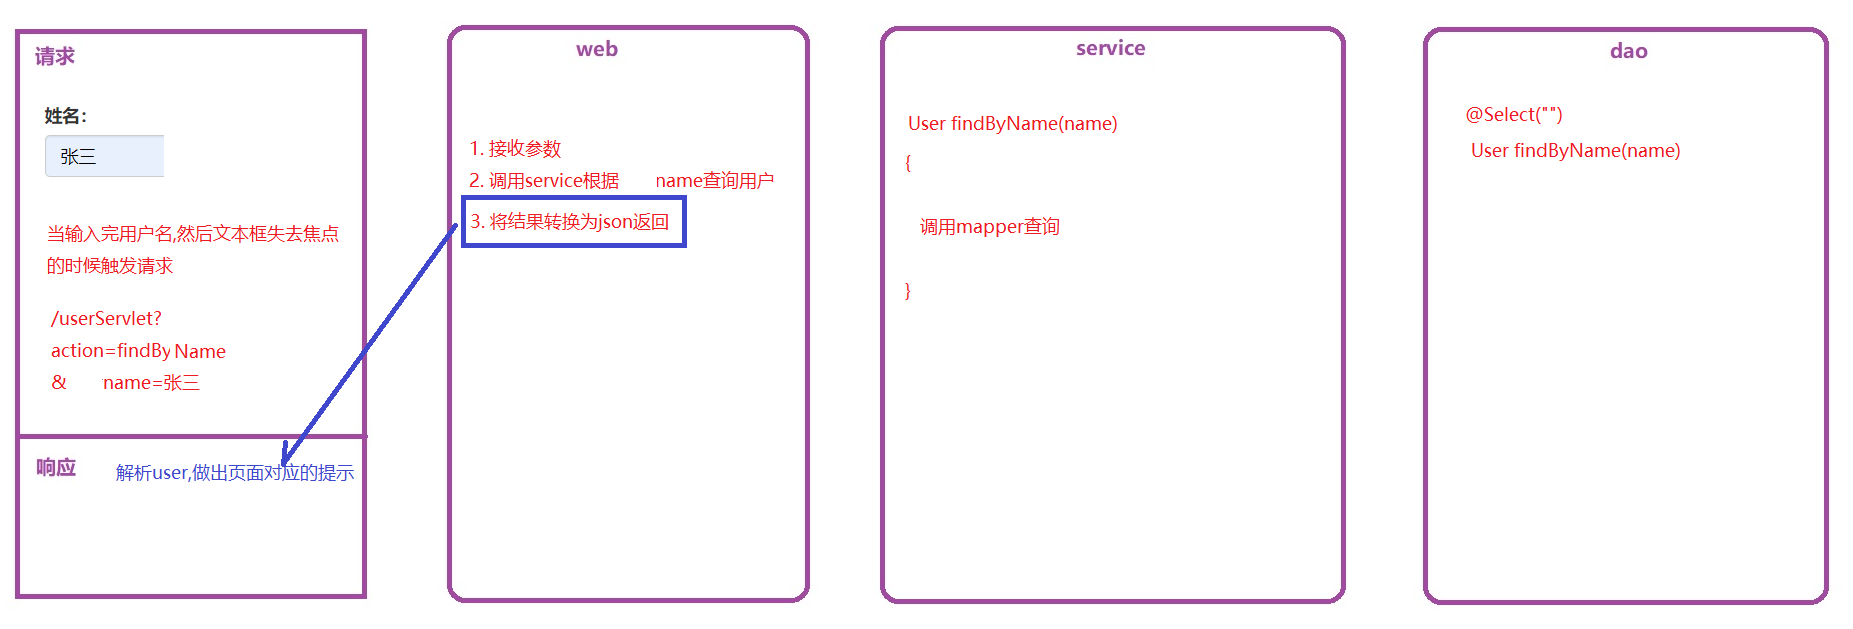 请求
姓名:
张三
当输入完用户名,然后文本框失去焦点
的时候触发请求
/userServlet?
action=findBy Name
& name=张三
响应
解析user,做出页面对应的提示
web
1. 接收参数
2. 调用service根据 name查询用户
3. 将结果转换为json返回
service
User findByName(name)
{
调用mapper查询
}
dao
@Select("")
User findByName(name)